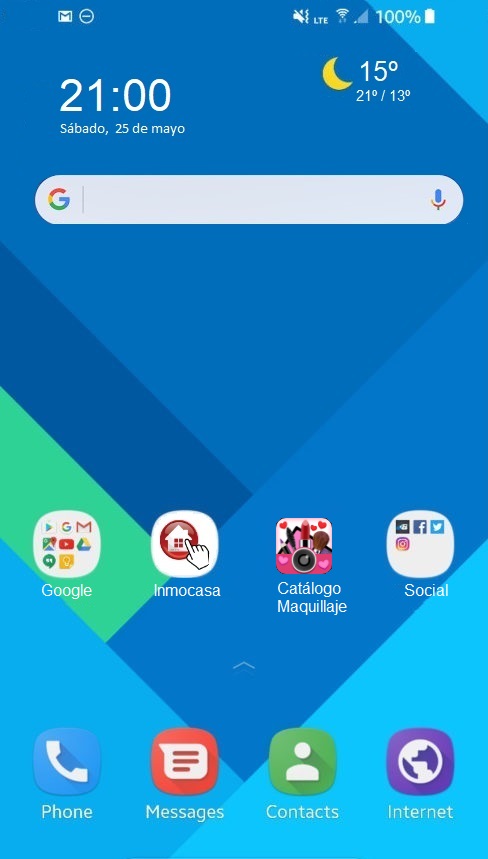 LTE 100%
21:00
Sábado, 25 de mayo
15º
21º / 13º
Google
Inmocasa
Catálogo
Maquillaje
Social
Phone
Messages
Contacts
Internet